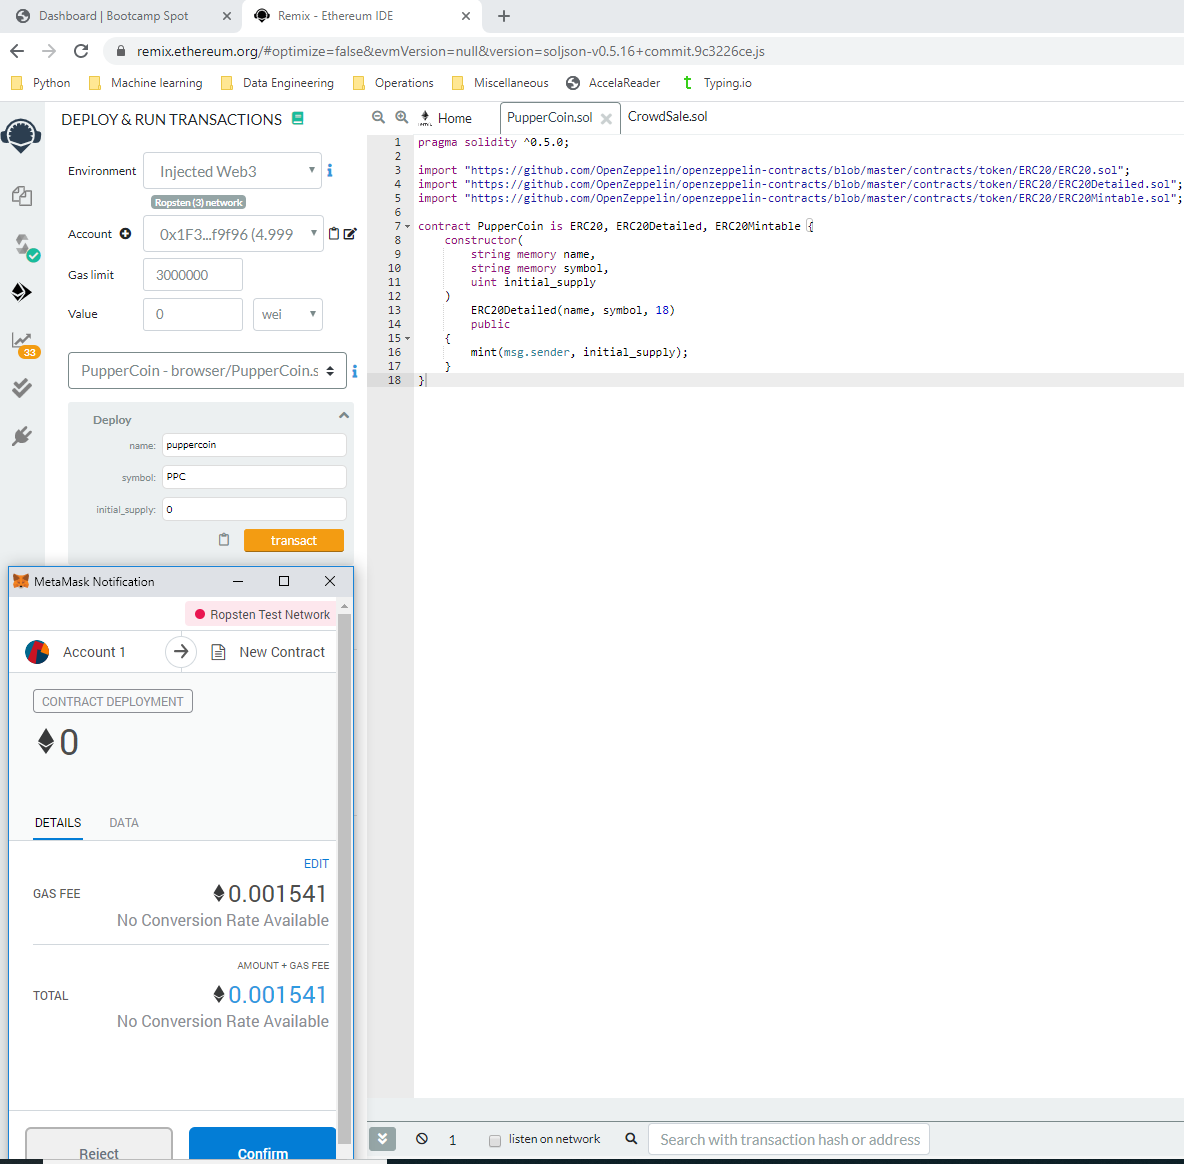 Dashboard | Bootcamp Spot
Remix - Ethereum IDE
remix.ethereum.org/#optimize=false&evmVersion=null&version=soljson-v0.5.16+commit.9c3226ce.js
Python
Machine learning
Data Engineering
Operations
Miscellaneous
AccelaReader
t Typing.io
DEPLOY & RUN TRANSACTIONS
Environment
Injected Web3
Ropsten (3) network
Account
0x1F3...f9f96 (4.999
Gas limit
3000000
Value
0
wei
33
PupperCoin - browser/PupperCoin.s
Deploy
name:
puppercoin
symbol:
PPC
initial_supply:
0
transact
Home
PupperCoin.sol
CrowdSale.sol
1 pragma solidity ^0.5.0;
2
3 import "https://github.com/OpenZeppelin/openzeppelin-contracts/blob/master/contracts/token/ERC20/ERC20.sol";
4 import "https://github.com/OpenZeppelin/openzeppelin-contracts/blob/master/contracts/token/ERC20/ERC20Detailed.sol";
5 import "https://github.com/OpenZeppelin/openzeppelin-contracts/blob/master/contracts/token/ERC20/ERC20Mintable.sol";
6
7 contract PupperCoin is ERC20, ERC20Detailed, ERC20Mintable {
8 constructor(
9 string memory name,
10 string memory symbol,
11 uint initial_supply
12 )
13 ERC20Detailed(name, symbol, 18)
14 public
15 {
16 mint(msg.sender, initial_supply);
17 }
18 }
MetaMask Notification
Ropsten Test Network
Account 1
New Contract
CONTRACT DEPLOYMENT
0
DETAILS
DATA
EDIT
GAS FEE
0.001541
No Conversion Rate Available
AMOUNT + GAS FEE
TOTAL
0.001541
No Conversion Rate Available
Reject
Confirm
1
listen on network
Search with transaction hash or address